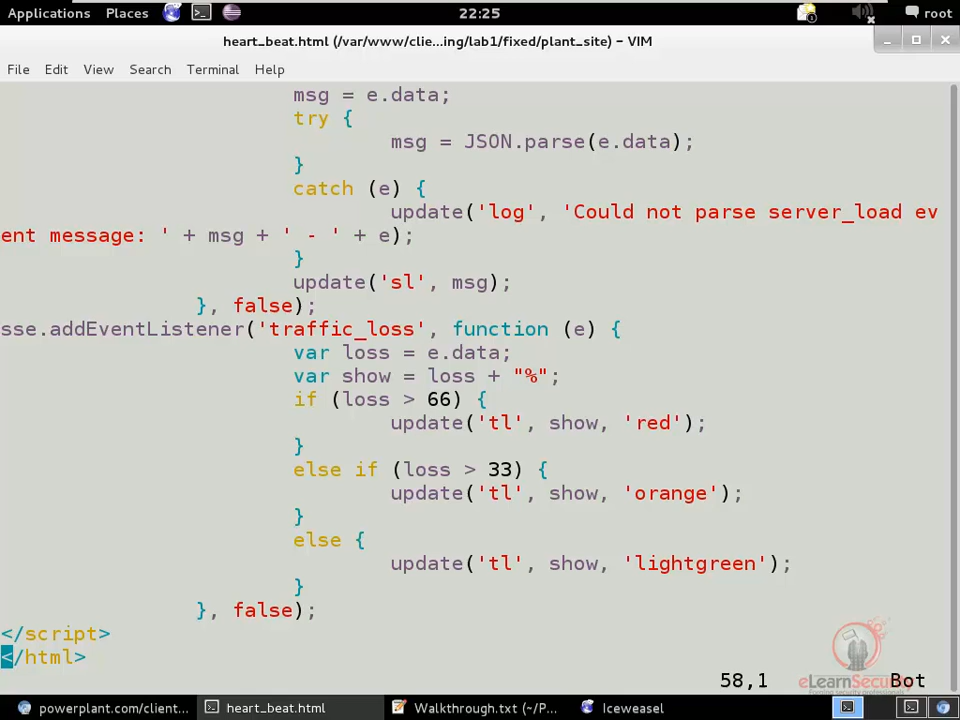 Applications Places 22:25 root
heart_beat.html (/var/www/clie...ing/lab1/fixed/plant_site) - VIM
File Edit View Search Terminal Help
msg = e.data;
try {
msg = JSON.parse(e.data);
}
catch (e) {
update('log', 'Could not parse server_load ev
ent message: ' + msg + ' - ' + e);
}
update('sl', msg);
}, false);
sse.addEventListener('traffic_loss', function (e) {
var loss = e.data;
var show = loss + "%";
if (loss > 66) {
update('tl', show, 'red');
}
else if (loss > 33) {
update('tl', show, 'orange');
}
else {
update('tl', show, 'lightgreen');
}
}, false);
</script>
</html>
58,1 Bot
eLearnSecurity
Forging security professionals
powerplant.com/client... heart_beat.html Walkthrough.txt (~/P... Iceweasel